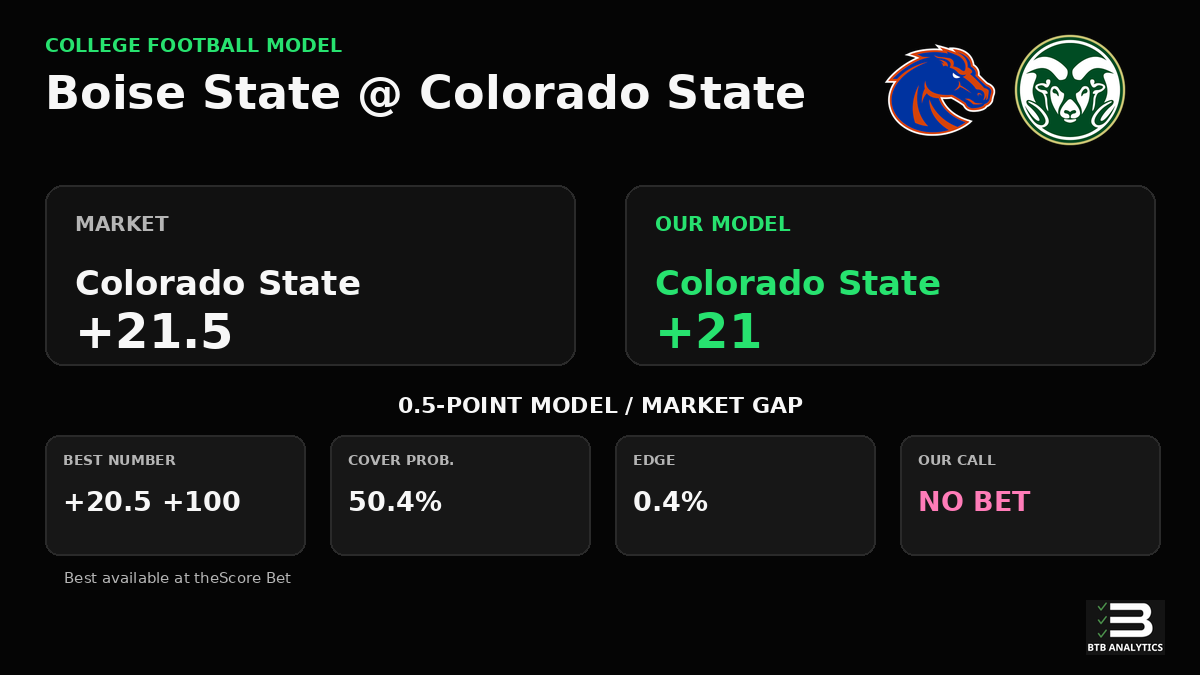 COLLEGE FOOTBALL MODEL
Boise State @ Colorado State
MARKET
Colorado State
+21.5
OUR MODEL
Colorado State
+21
0.5-POINT MODEL / MARKET GAP
BEST NUMBER
+20.5 +100
COVER PROB.
50.4%
EDGE
0.4%
OUR CALL
NO BET
Best available at theScore Bet
BTB ANALYTICS